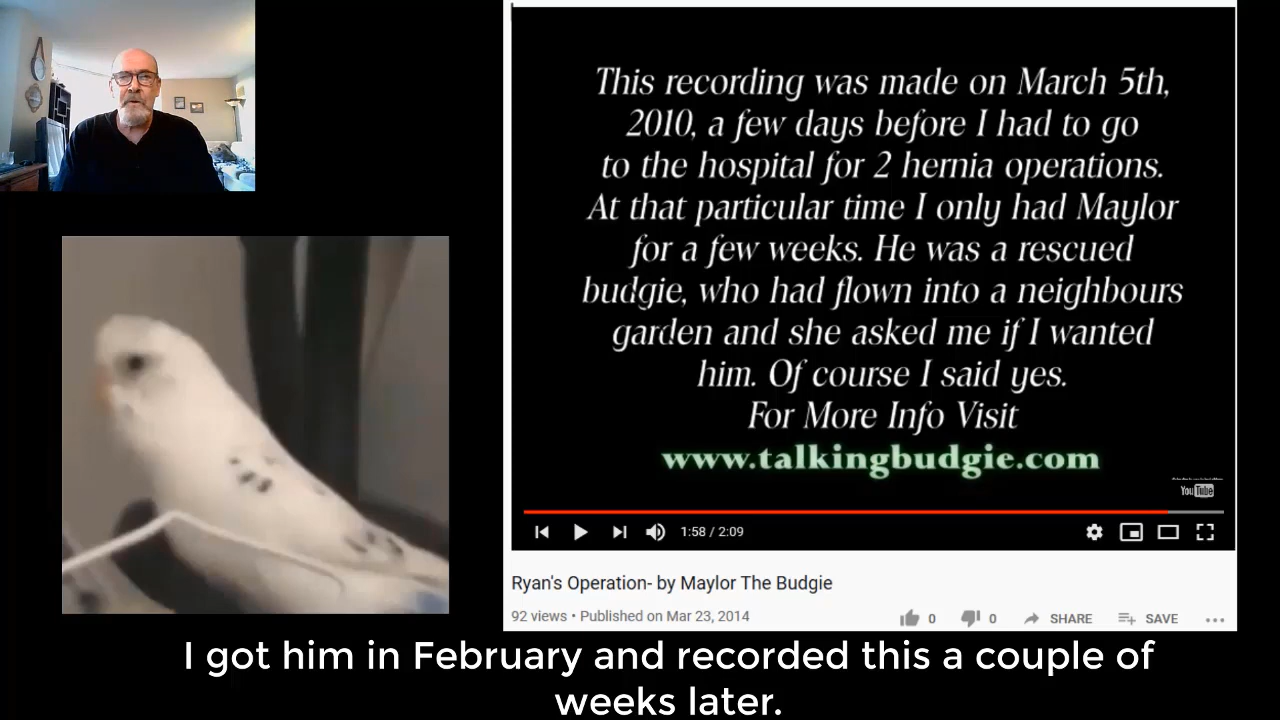 This recording was made on March 5th,
2010, a few days before I had to go
to the hospital for 2 hernia operations.
At that particular time I only had Maylor
for a few weeks. He was a rescued
budgie, who had flown into a neighbours
garden and she asked me if I wanted
him. Of course I said yes.
For More Info Visit
www.talkingbudgie.com
YouTube
1:58 / 2:09
Ryan's Operation- by Maylor The Budgie
92 views • Published on Mar 23, 2014
0 0 SHARE SAVE
I got him in February and recorded this a couple of
weeks later.